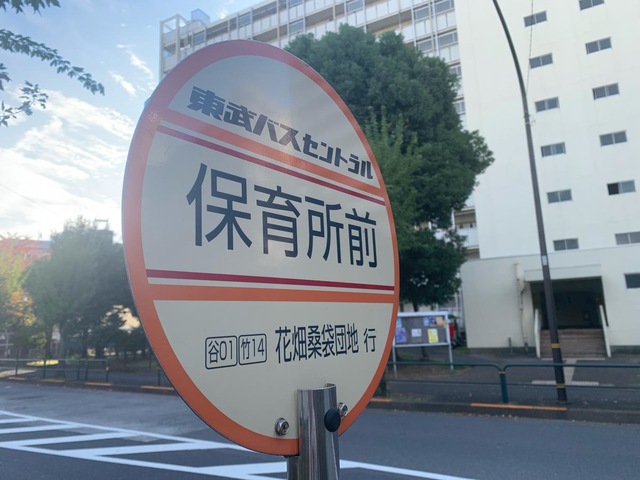 東武バスセントラル
保育所前
谷01 竹14 花畑桑袋団地 行